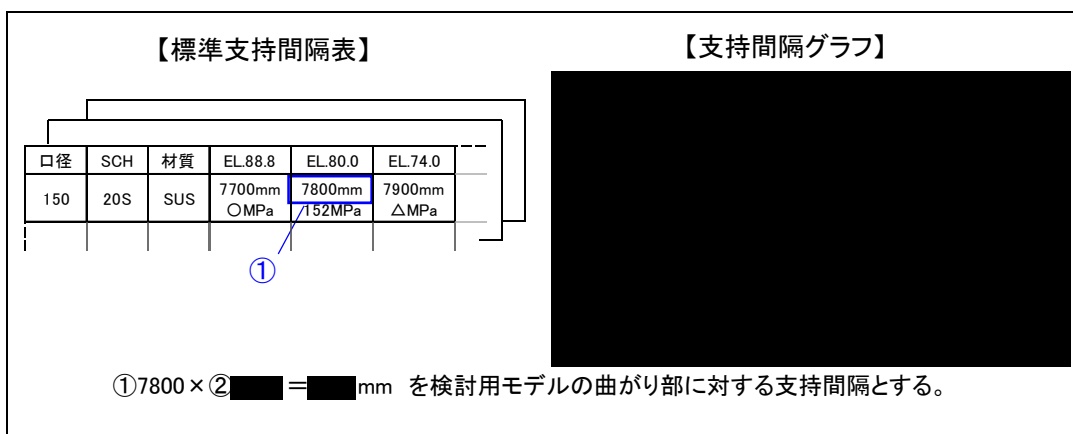 【標準支持間隔表】
【支持間隔グラフ】
口径 SCH 材質 EL.88.8 EL.80.0 EL.74.0
150 20S SUS 7700mm 7800mm 7900mm
○MPa 152MPa △MPa
①
①7800×② = mm を検討用モデルの曲がり部に対する支持間隔とする。